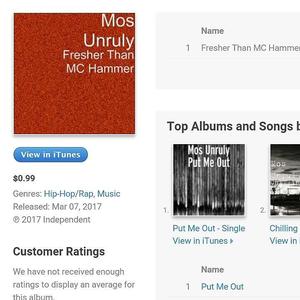 Mos
Unruly
Fresher Than
MC Hammer
View in iTunes
$0.99
Genres: Hip-Hop/Rap, Music
Released: Mar 07, 2017
℗ 2017 Independent
Customer Ratings
We have not received enough
ratings to display an average for
this album.
Name
1 Fresher Than MC Hammer
Top Albums and Songs b
Mos Unruly
Put Me Out
1.
Put Me Out - Single
View in iTunes
2.
Mos
Chilling
View in
Name
1 Put Me Out